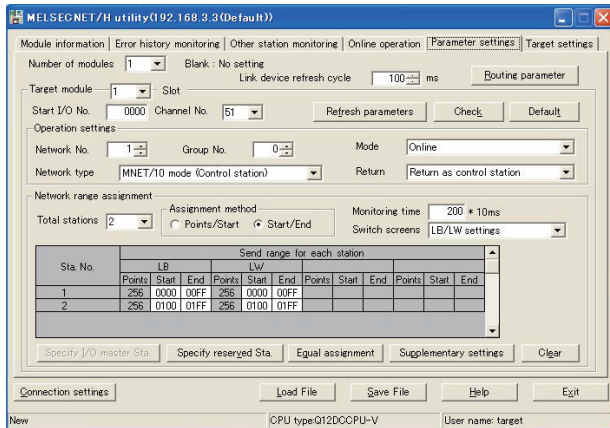 MELSECNET/H utility(192.168.3.3(Default))
Module information Error history monitoring Other station monitoring Online operation Parameter settings Target settings
Number of modules 1 Blank : No setting
Link device refresh cycle 100 ms Routing parameter
Target module 1 Slot
Start I/O No. 0000 Channel No. 51 Refresh parameters Check Default
Operation settings
Network No. 1 Group No. 0 Mode Online
Network type MNET/10 mode (Control station) Return Return as control station
Network range assignment
Total stations 2 Assignment method Points/Start Start/End Monitoring time 200 * 10ms
Switch screens LB/LW settings
Sta. No. Send range for each station
LB LW
Points Start End Points Start End Points Start End Points Start End
1 256 0000 00FF 256 0000 00FF
2 256 0100 01FF 256 0100 01FF
Specify I/O master Sta. Specify reserved Sta. Equal assignment Supplementary settings Clear
Connection settings Load File Save File Help Exit
New CPU type:Q12DCCPU-V User name: target